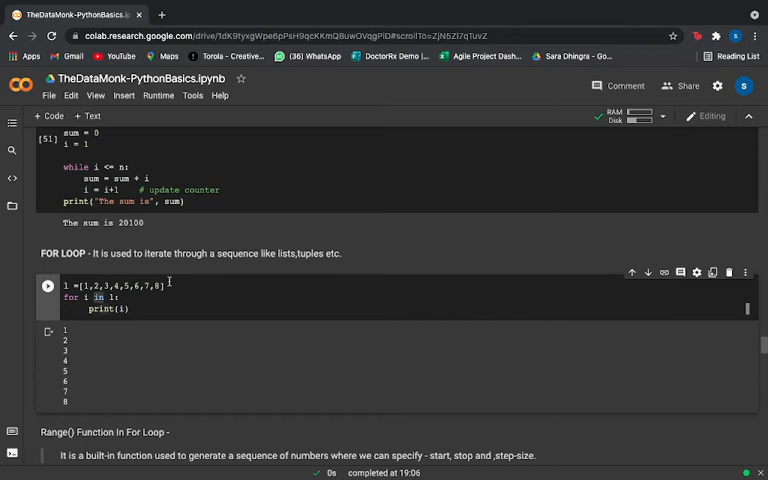 TheDataMonk-PythonBasics.ip
colab.research.google.com/drive/1dK9tyxgWpe6pPsH9qcKKmQ8uwOVqgPlD#scrollTo=ZjN5Zl7qTuvZ
Apps Gmail YouTube Maps Torola - Creative... (36) WhatsApp DoctorRx Demo |... Agile Project Dash... Sara Dhingra - Go... Reading List
TheDataMonk-PythonBasics.ipynb
File Edit View Insert Runtime Tools Help
Comment Share S
+ Code + Text
RAM
Disk
Editing
sum = 0
[51] i = 1
while i <= n:
sum = sum + i
i = i+1 # update counter
print("The sum is", sum)
The sum is 20100
FOR LOOP - It is used to iterate through a sequence like lists,tuples etc.
l =[1,2,3,4,5,6,7,8]
for i in l:
print(i)
1
2
3
4
5
6
7
8
Range() Function In For Loop -
It is a built-in function used to generate a sequence of numbers where we can specify - start, stop and ,step-size.
0s completed at 19:06